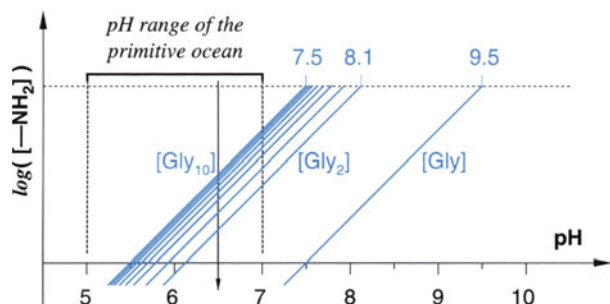 pH range of the
primitive ocean
7.5 8.1 9.5
log( [—NH₂] )
[Gly₁₀] [Gly₂] [Gly]
pH
5 6 7 8 9 10